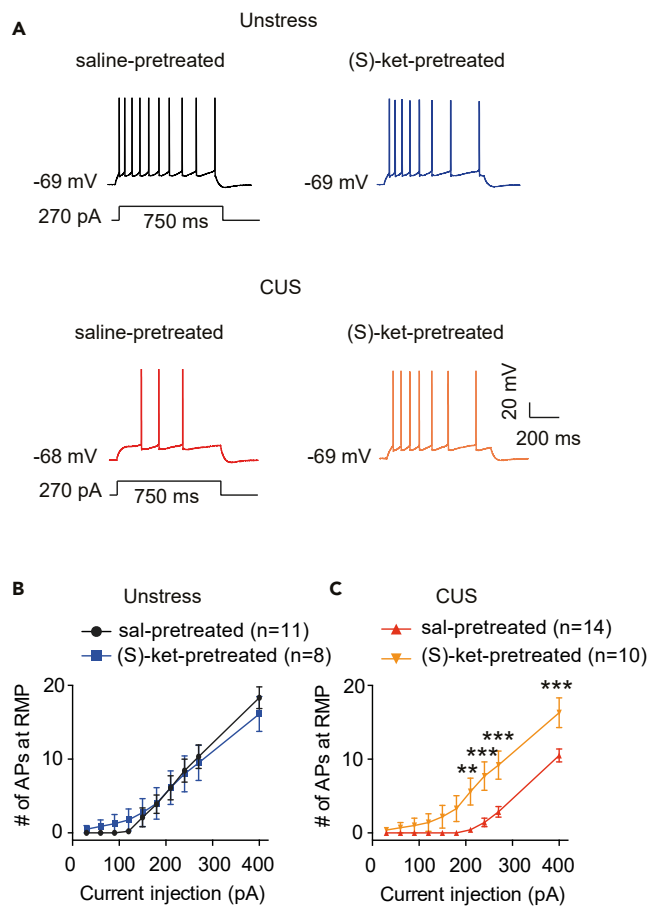 A
Unstress
saline-pretreated
(S)-ket-pretreated
-69 mV
-69 mV
270 pA
750 ms
CUS
saline-pretreated
(S)-ket-pretreated
20 mV
200 ms
-68 mV
-69 mV
270 pA
750 ms
B
Unstress
sal-pretreated (n=11)
(S)-ket-pretreated (n=8)
# of APs at RMP
20
10
0
0
100
200
300
400
Current injection (pA)
C
CUS
sal-pretreated (n=14)
(S)-ket-pretreated (n=10)
# of APs at RMP
20
10
0
**
***
***
***
0
100
200
300
400
Current injection (pA)